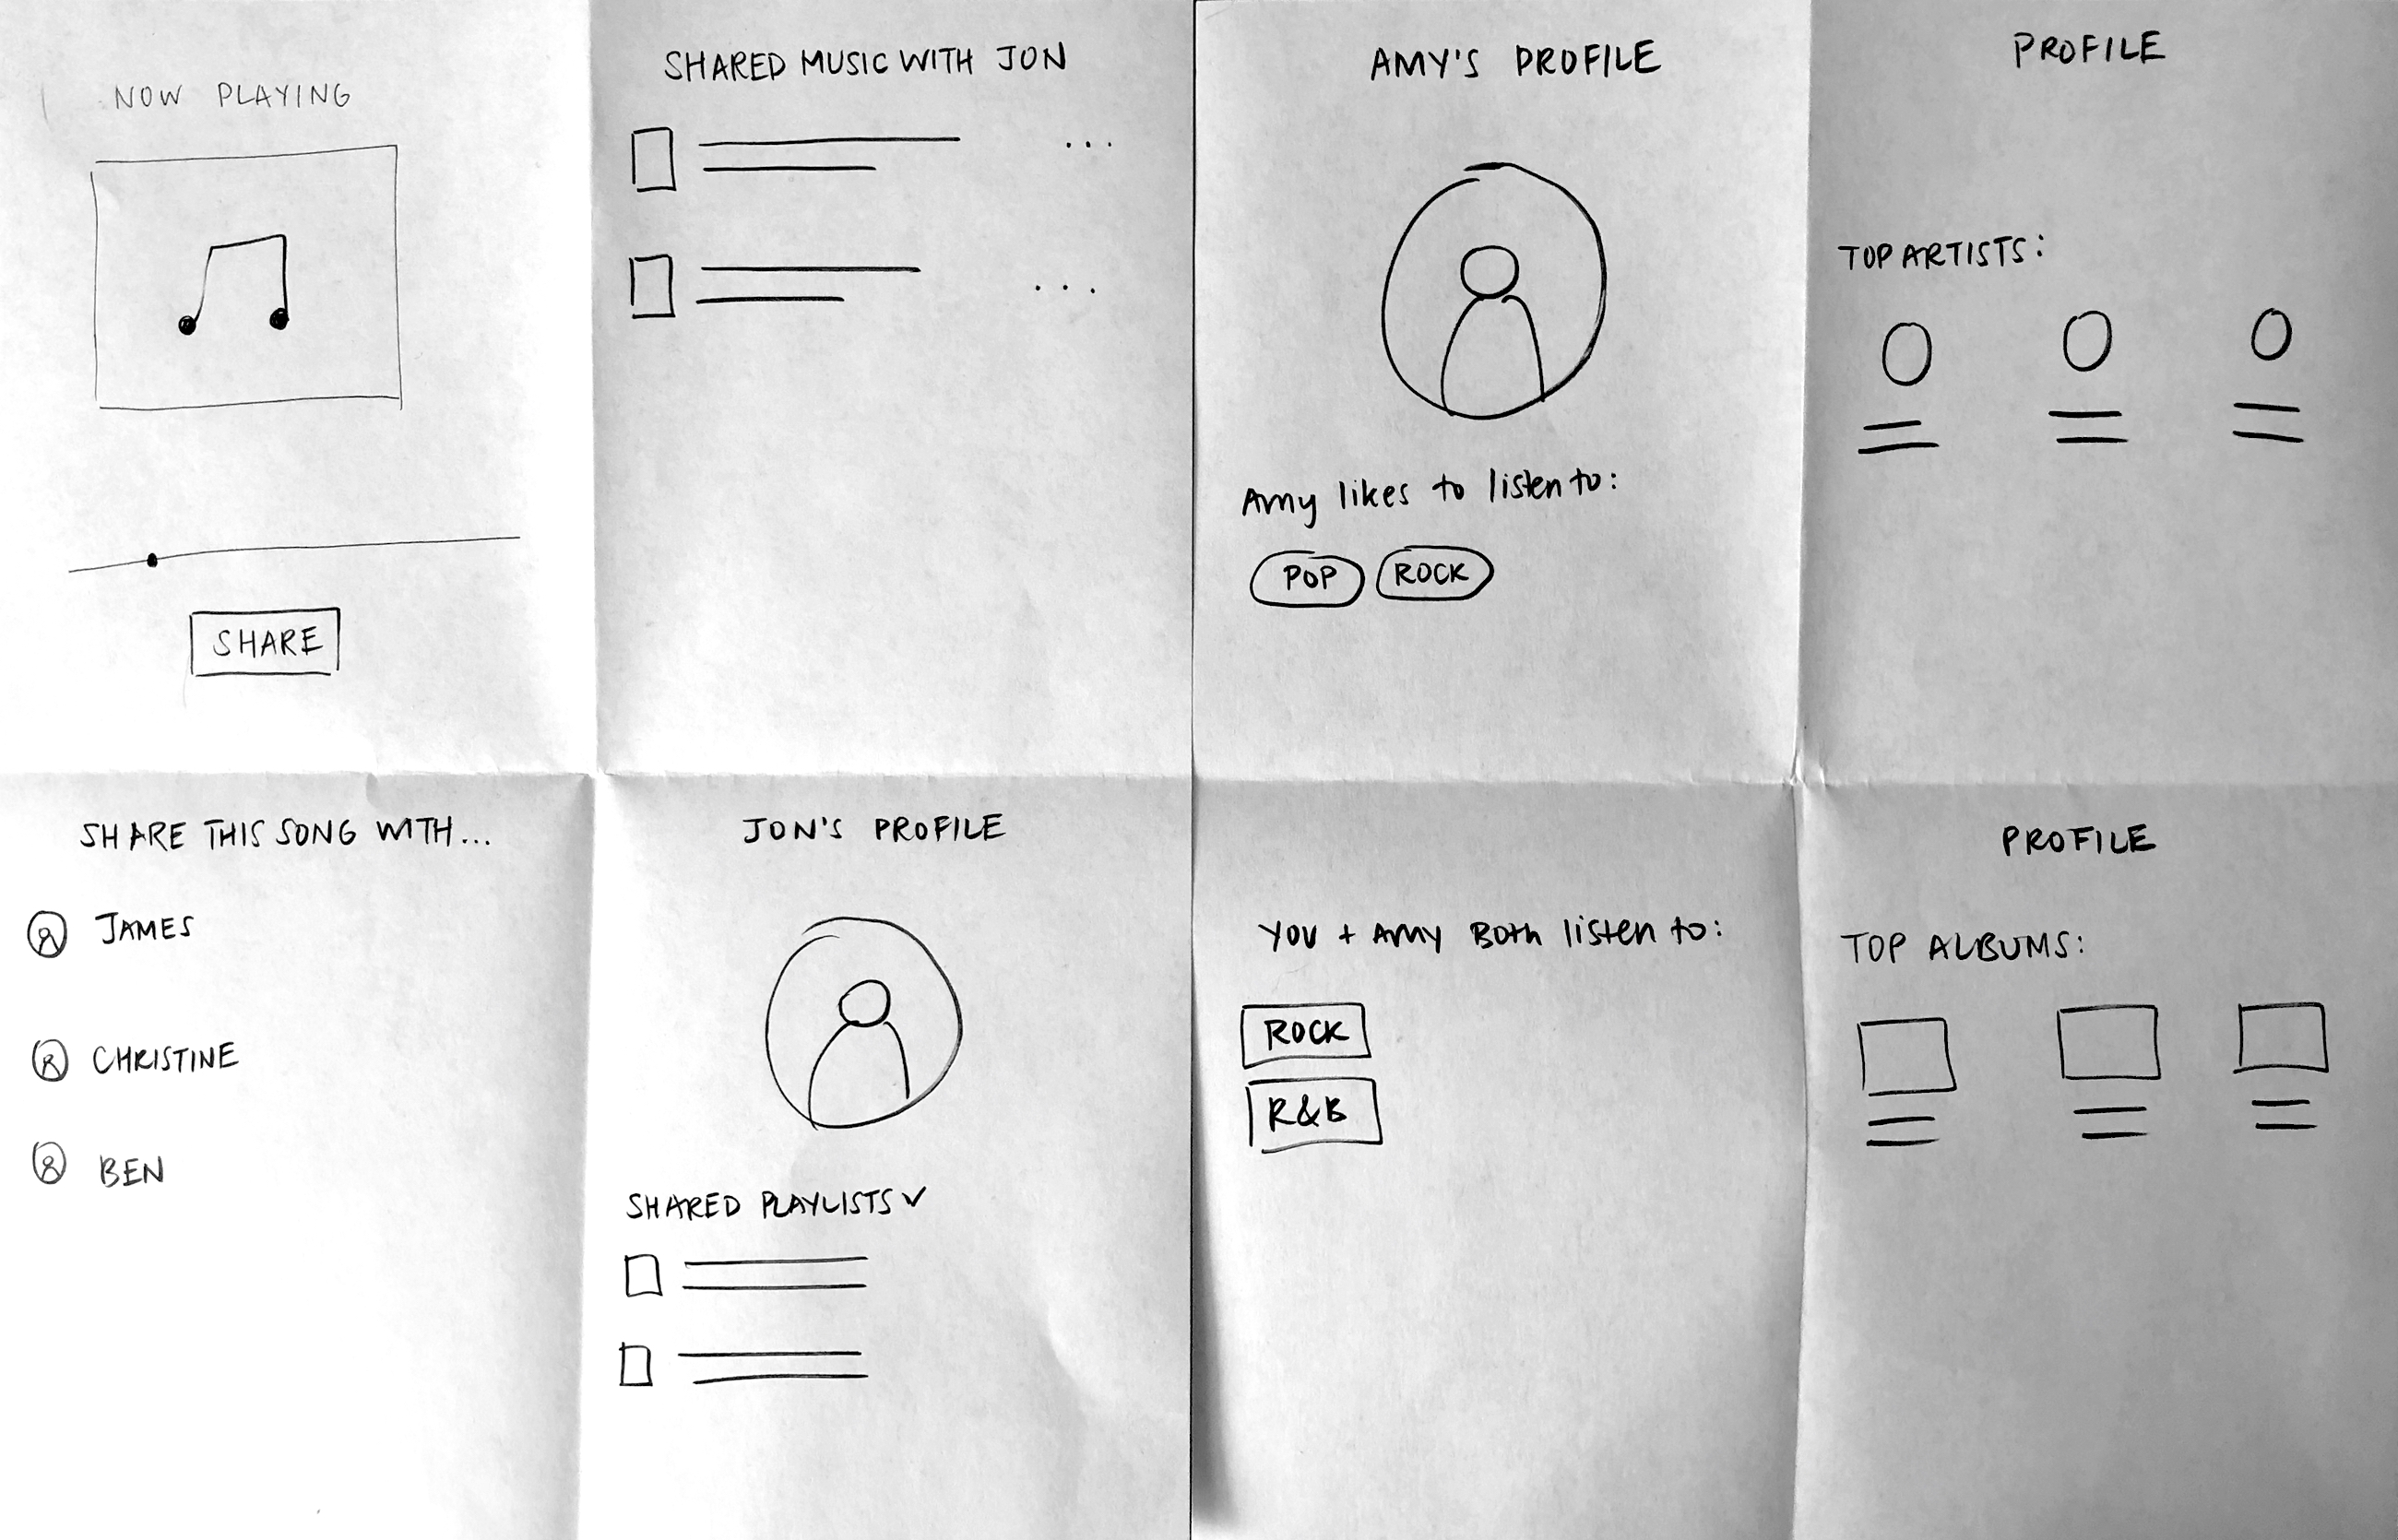 NOW PLAYING
SHARE
SHARED MUSIC WITH JON
...
...
AMY'S PROFILE
Amy likes to listen to:
POP
ROCK
PROFILE
TOP ARTISTS:
SHARE THIS SONG WITH...
JAMES
CHRISTINE
BEN
JON'S PROFILE
SHARED PLAYLISTS
YOU + AMY BOTH listen to:
ROCK
R&B
PROFILE
TOP ALBUMS: